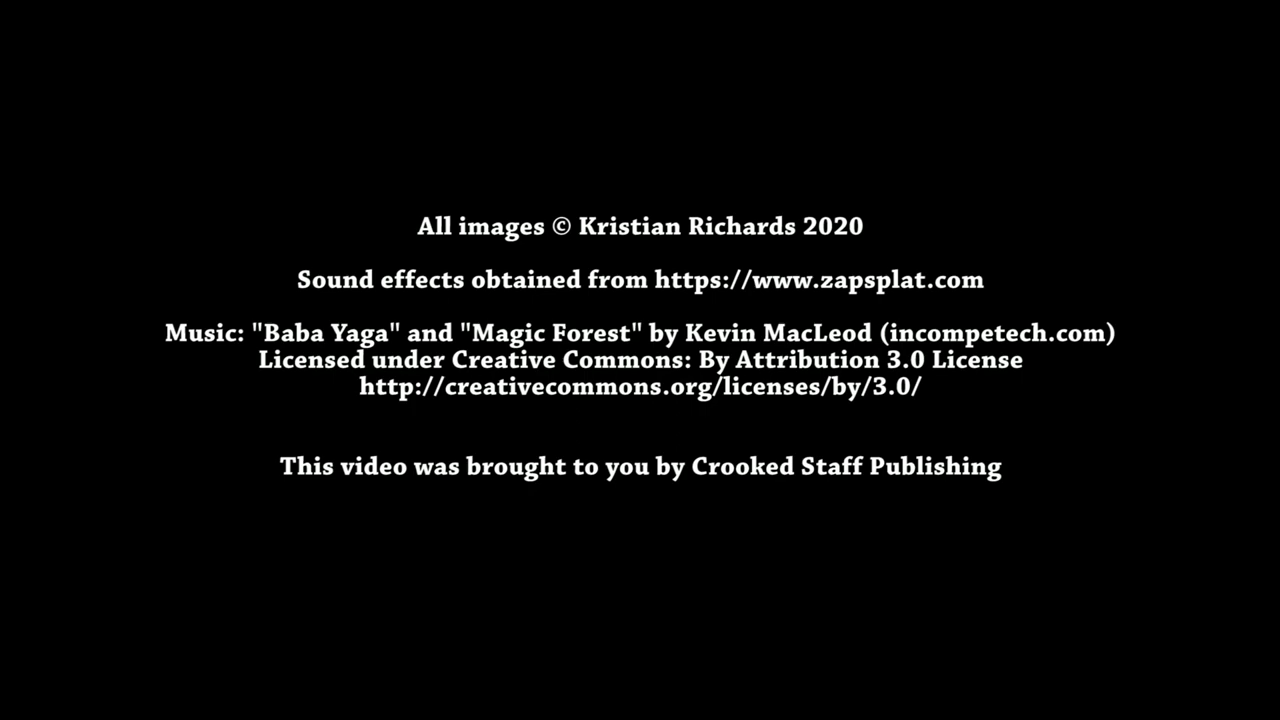 All images © Kristian Richards 2020
Sound effects obtained from https://www.zapsplat.com
Music: "Baba Yaga" and "Magic Forest" by Kevin MacLeod (incompetech.com)
Licensed under Creative Commons: By Attribution 3.0 License
http://creativecommons.org/licenses/by/3.0/
This video was brought to you by Crooked Staff Publishing